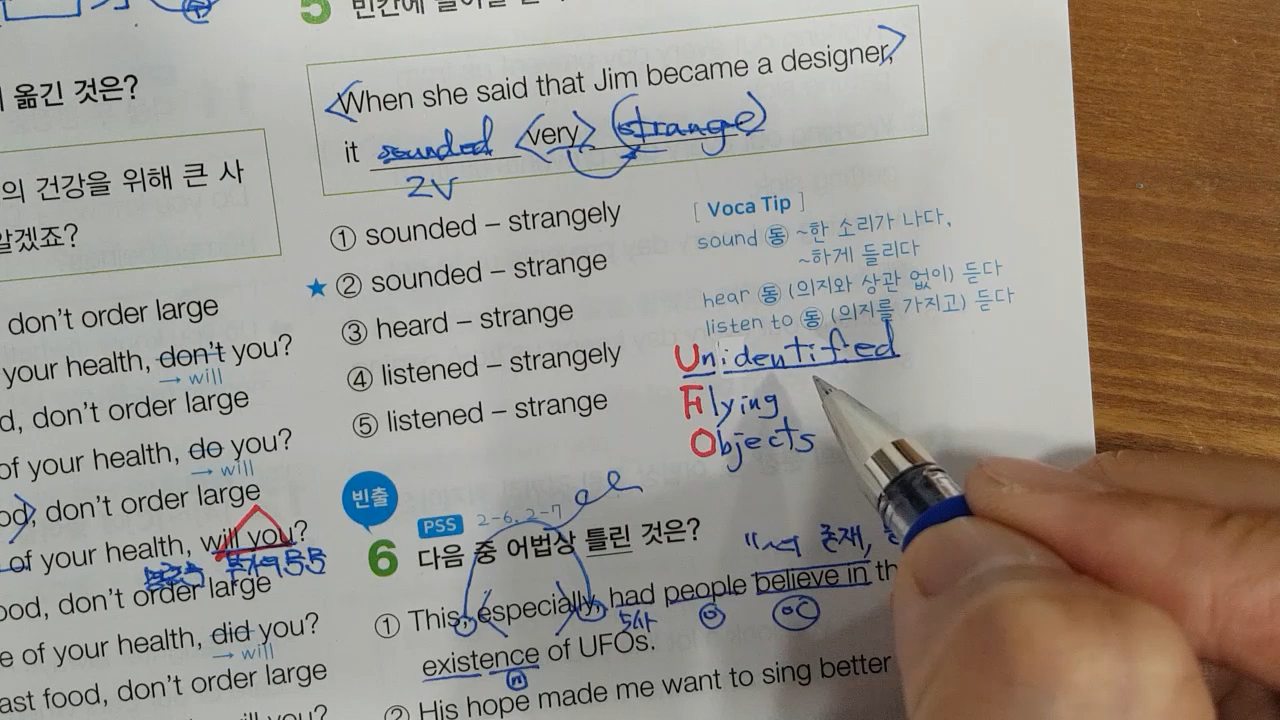 옮긴 것은?
의 건강을 위해 큰 사
알겠죠?
don't order large
your health, don't you?
→ will
d, don't order large
of your health, do you?
→ will
od, don't order large
of your health, will you?
ood, don't order large
e of your health, did you?
→ will
ast food, don't order large
will you?
5
When she said that Jim became a designer,
it sounded <very> (strange)
2V
① sounded – strangely
★ ② sounded – strange
③ heard – strange
④ listened – strangely
⑤ listened – strange
[ Voca Tip ]
sound 동 ~한 소리가 나다,
~하게 들리다
hear 동 (의지와 상관 없이) 듣다
listen to 동 (의지를 가지고) 듣다
Unidentified
Flying
Objects
빈출
PSS 2-6, 2-7
6 다음 중 어법상 틀린 것은?
존재,
① This, especially, had people believe in th
5사 O OC
existence of UFOs.
n
② His hope made me want to sing better